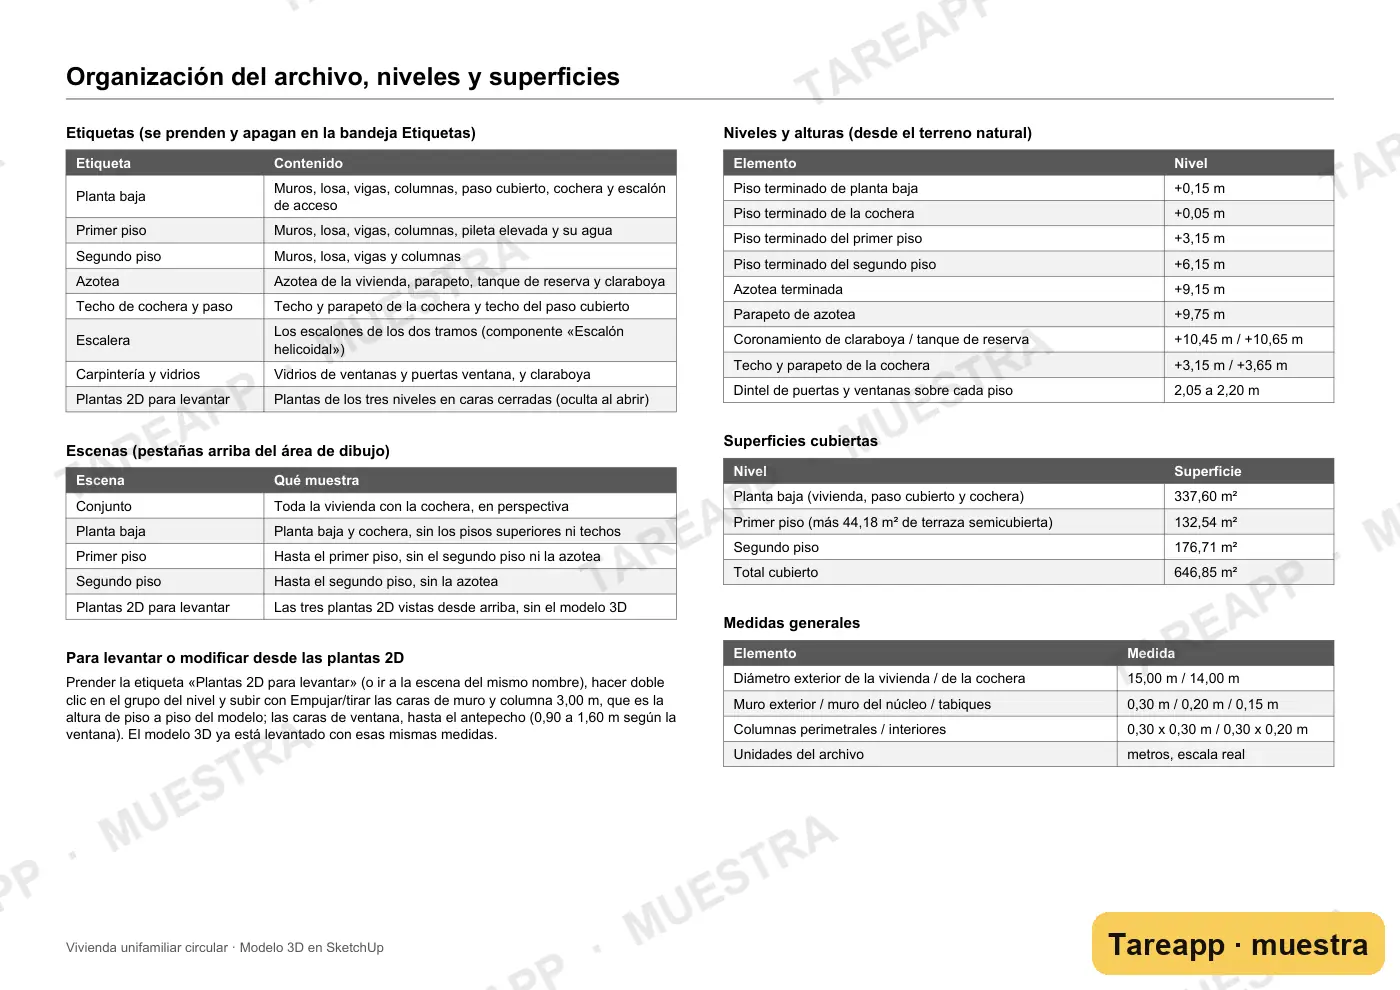 Organización del archivo, niveles y superficies
Etiquetas (se prenden y apagan en la bandeja Etiquetas)
Etiqueta Contenido
Planta baja Muros, losa, vigas, columnas, paso cubierto, cochera y escalón
de acceso
Primer piso Muros, losa, vigas, columnas, pileta elevada y su agua
Segundo piso Muros, losa, vigas y columnas
Azotea Azotea de la vivienda, parapeto, tanque de reserva y claraboya
Techo de cochera y paso Techo y parapeto de la cochera y techo del paso cubierto
Escalera Los escalones de los dos tramos (componente «Escalón
helicoidal»)
Carpintería y vidrios Vidrios de ventanas y puertas ventana, y claraboya
Plantas 2D para levantar Plantas de los tres niveles en caras cerradas (oculta al abrir)
Escenas (pestañas arriba del área de dibujo)
Escena Qué muestra
Conjunto Toda la vivienda con la cochera, en perspectiva
Planta baja Planta baja y cochera, sin los pisos superiores ni techos
Primer piso Hasta el primer piso, sin el segundo piso ni la azotea
Segundo piso Hasta el segundo piso, sin la azotea
Plantas 2D para levantar Las tres plantas 2D vistas desde arriba, sin el modelo 3D
Para levantar o modificar desde las plantas 2D
Prender la etiqueta «Plantas 2D para levantar» (o ir a la escena del mismo nombre), hacer doble
clic en el grupo del nivel y subir con Empujar/tirar las caras de muro y columna 3,00 m, que es la
altura de piso a piso del modelo; las caras de ventana, hasta el antepecho (0,90 a 1,60 m según la
ventana). El modelo 3D ya está levantado con esas mismas medidas.
Niveles y alturas (desde el terreno natural)
Elemento Nivel
Piso terminado de planta baja +0,15 m
Piso terminado de la cochera +0,05 m
Piso terminado del primer piso +3,15 m
Piso terminado del segundo piso +6,15 m
Azotea terminada +9,15 m
Parapeto de azotea +9,75 m
Coronamiento de claraboya / tanque de reserva +10,45 m / +10,65 m
Techo y parapeto de la cochera +3,15 m / +3,65 m
Dintel de puertas y ventanas sobre cada piso 2,05 a 2,20 m
Superficies cubiertas
Nivel Superficie
Planta baja (vivienda, paso cubierto y cochera) 337,60 m²
Primer piso (más 44,18 m² de terraza semicubierta) 132,54 m²
Segundo piso 176,71 m²
Total cubierto 646,85 m²
Medidas generales
Elemento Medida
Diámetro exterior de la vivienda / de la cochera 15,00 m / 14,00 m
Muro exterior / muro del núcleo / tabiques 0,30 m / 0,20 m / 0,15 m
Columnas perimetrales / interiores 0,30 x 0,30 m / 0,30 x 0,20 m
Unidades del archivo metros, escala real
Vivienda unifamiliar circular · Modelo 3D en SketchUp
Tareapp · muestra
TAREAPP · MUESTRA
TAREAPP · MUESTRA